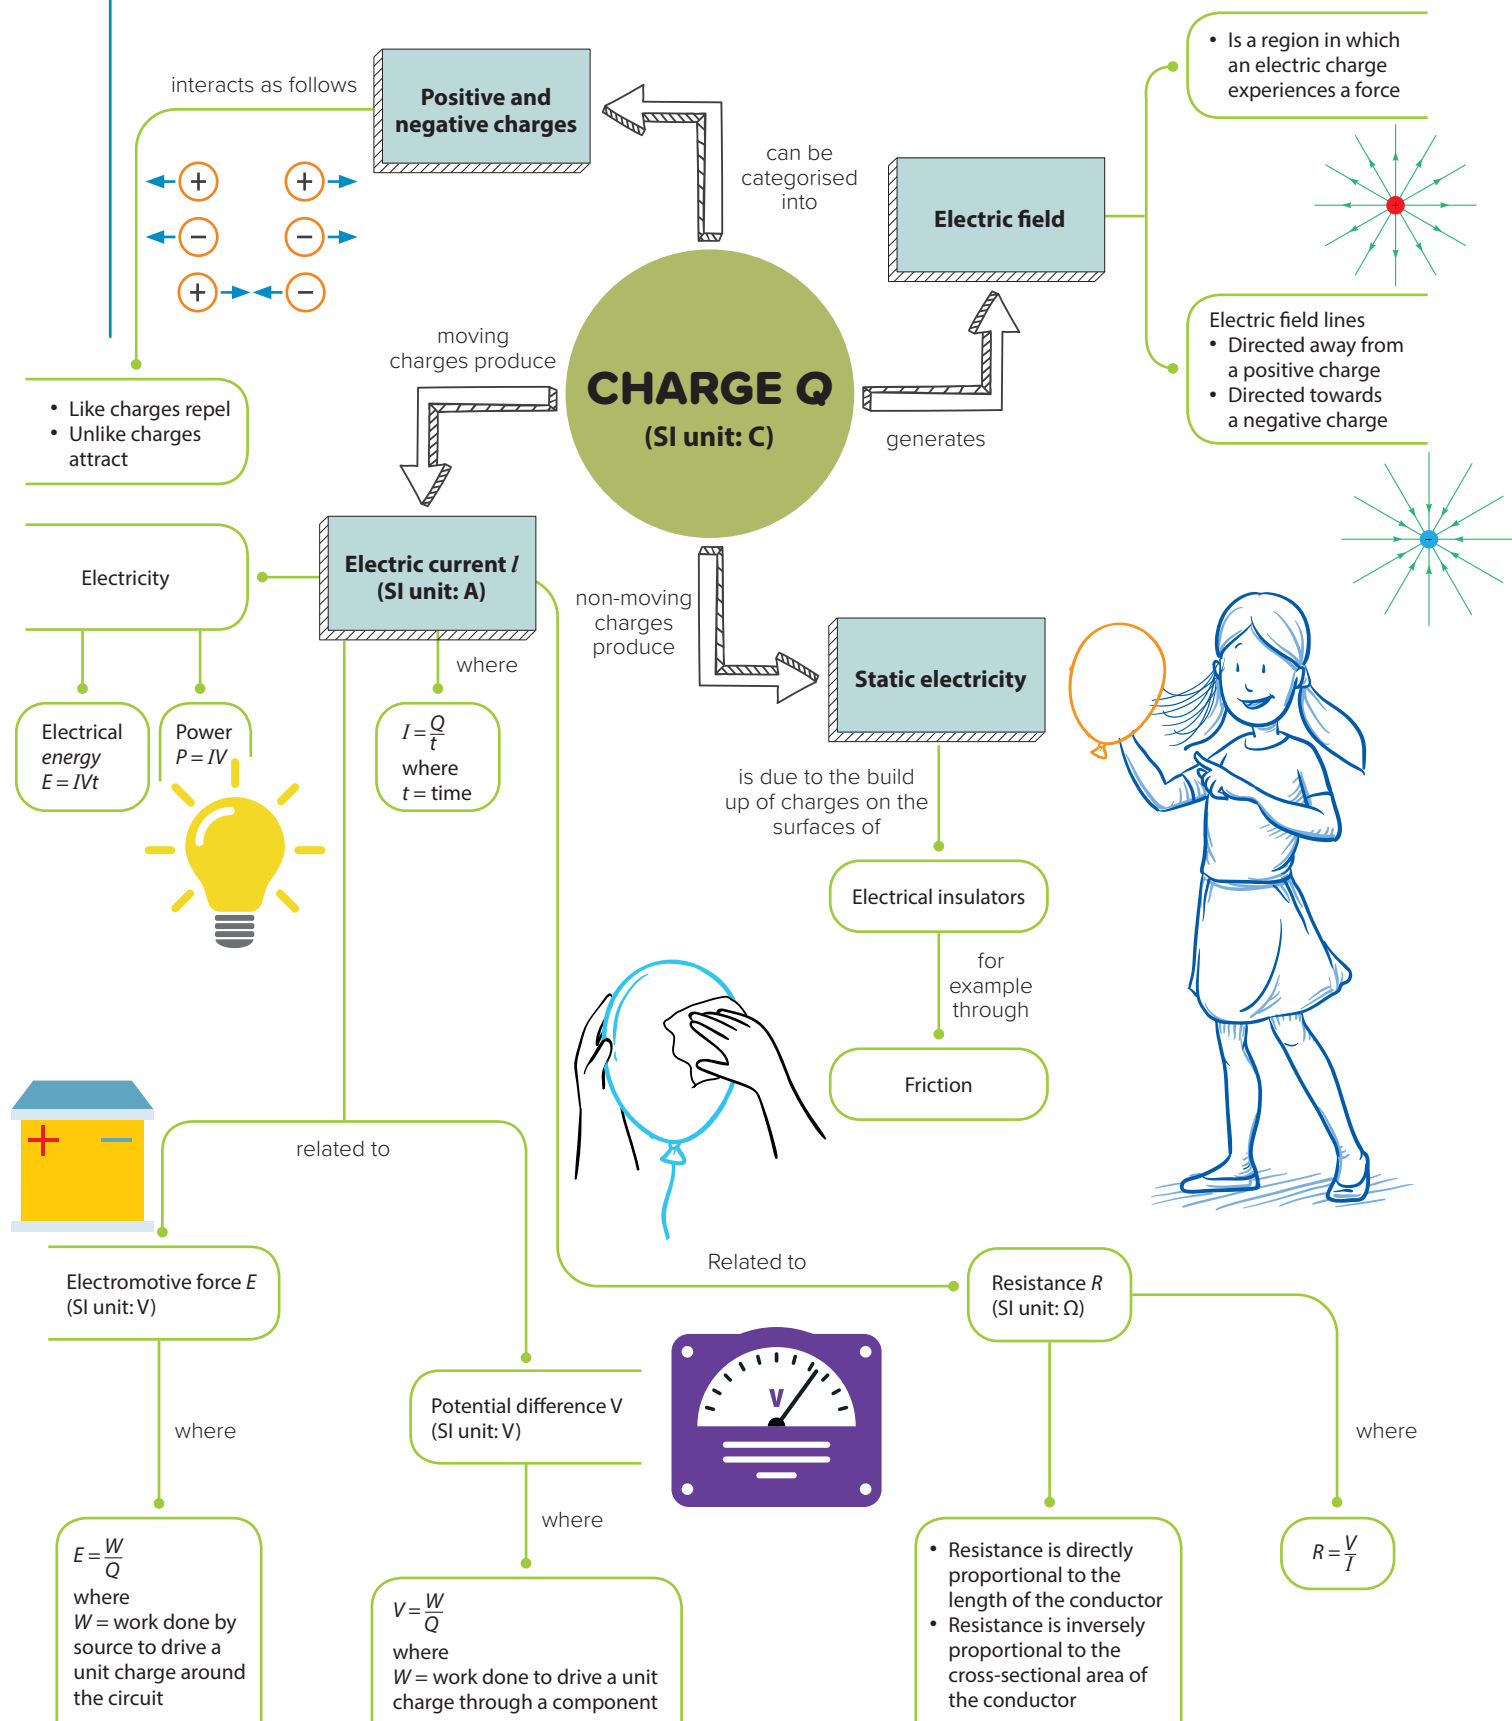 interacts as follows
Positive and
negative charges
can be
categorised
into
Electric field
• Is a region in which
an electric charge
experiences a force
+
+
+
−
−
+
−
Electric field lines
• Directed away from
a positive charge
• Directed towards
a negative charge
−
moving
charges produce
CHARGE Q
(SI unit: C)
generates
• Like charges repel
• Unlike charges
attract
Electricity
Electric current I
(SI unit: A)
non-moving
charges
produce
Static electricity
where
Electrical
energy
E = IVt
Power
P = IV
I = Q/t
where
t = time
is due to the build
up of charges on the
surfaces of
Electrical insulators
for
example
through
Friction
+ −
related to
Electromotive force E
(SI unit: V)
Related to
Resistance R
(SI unit: Ω)
Potential difference V
(SI unit: V)
V
where
where
where
E = W/Q
where
W = work done by
source to drive a
unit charge around
the circuit
V = W/Q
where
W = work done to drive a unit
charge through a component
• Resistance is directly
proportional to the
length of the conductor
• Resistance is inversely
proportional to the
cross-sectional area of
the conductor
R = V/I